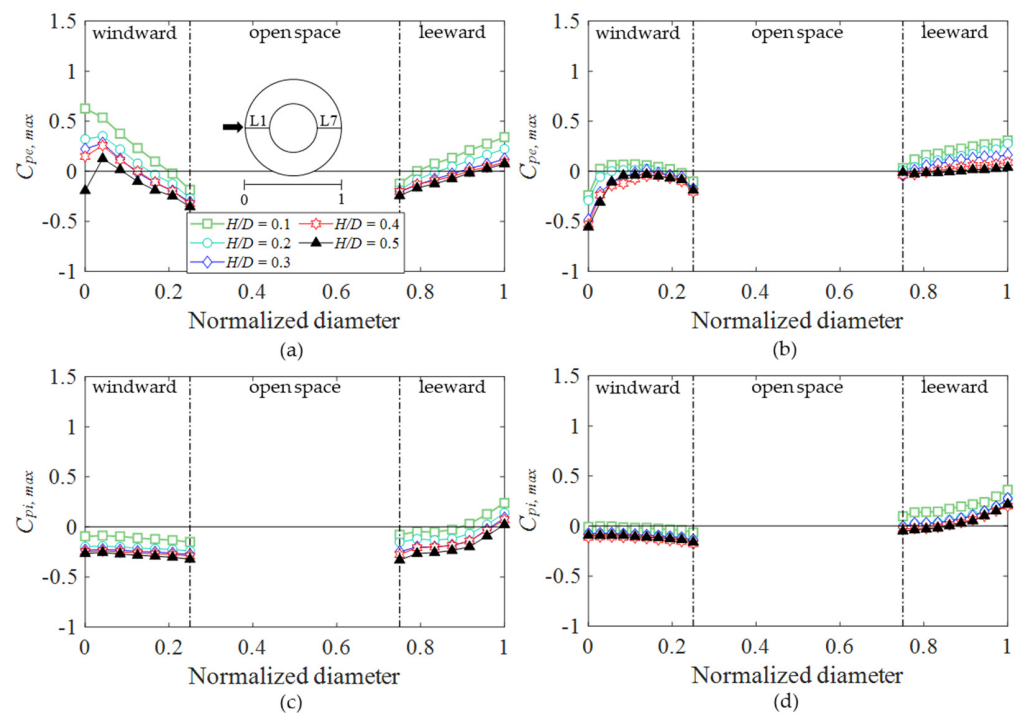 1.5
windward open space leeward
1
0.5
0
-0.5
-1
C_pe, max
L1 L7
0 1
H/D = 0.1 H/D = 0.4
H/D = 0.2 H/D = 0.5
H/D = 0.3
0 0.2 0.4 0.6 0.8 1
Normalized diameter
(a)
1.5
windward open space leeward
1
0.5
0
-0.5
-1
C_pe, max
0 0.2 0.4 0.6 0.8 1
Normalized diameter
(b)
1.5
windward open space leeward
1
0.5
0
-0.5
-1
C_pi, max
0 0.2 0.4 0.6 0.8 1
Normalized diameter
(c)
1.5
windward open space leeward
1
0.5
0
-0.5
-1
C_pi, max
0 0.2 0.4 0.6 0.8 1
Normalized diameter
(d)